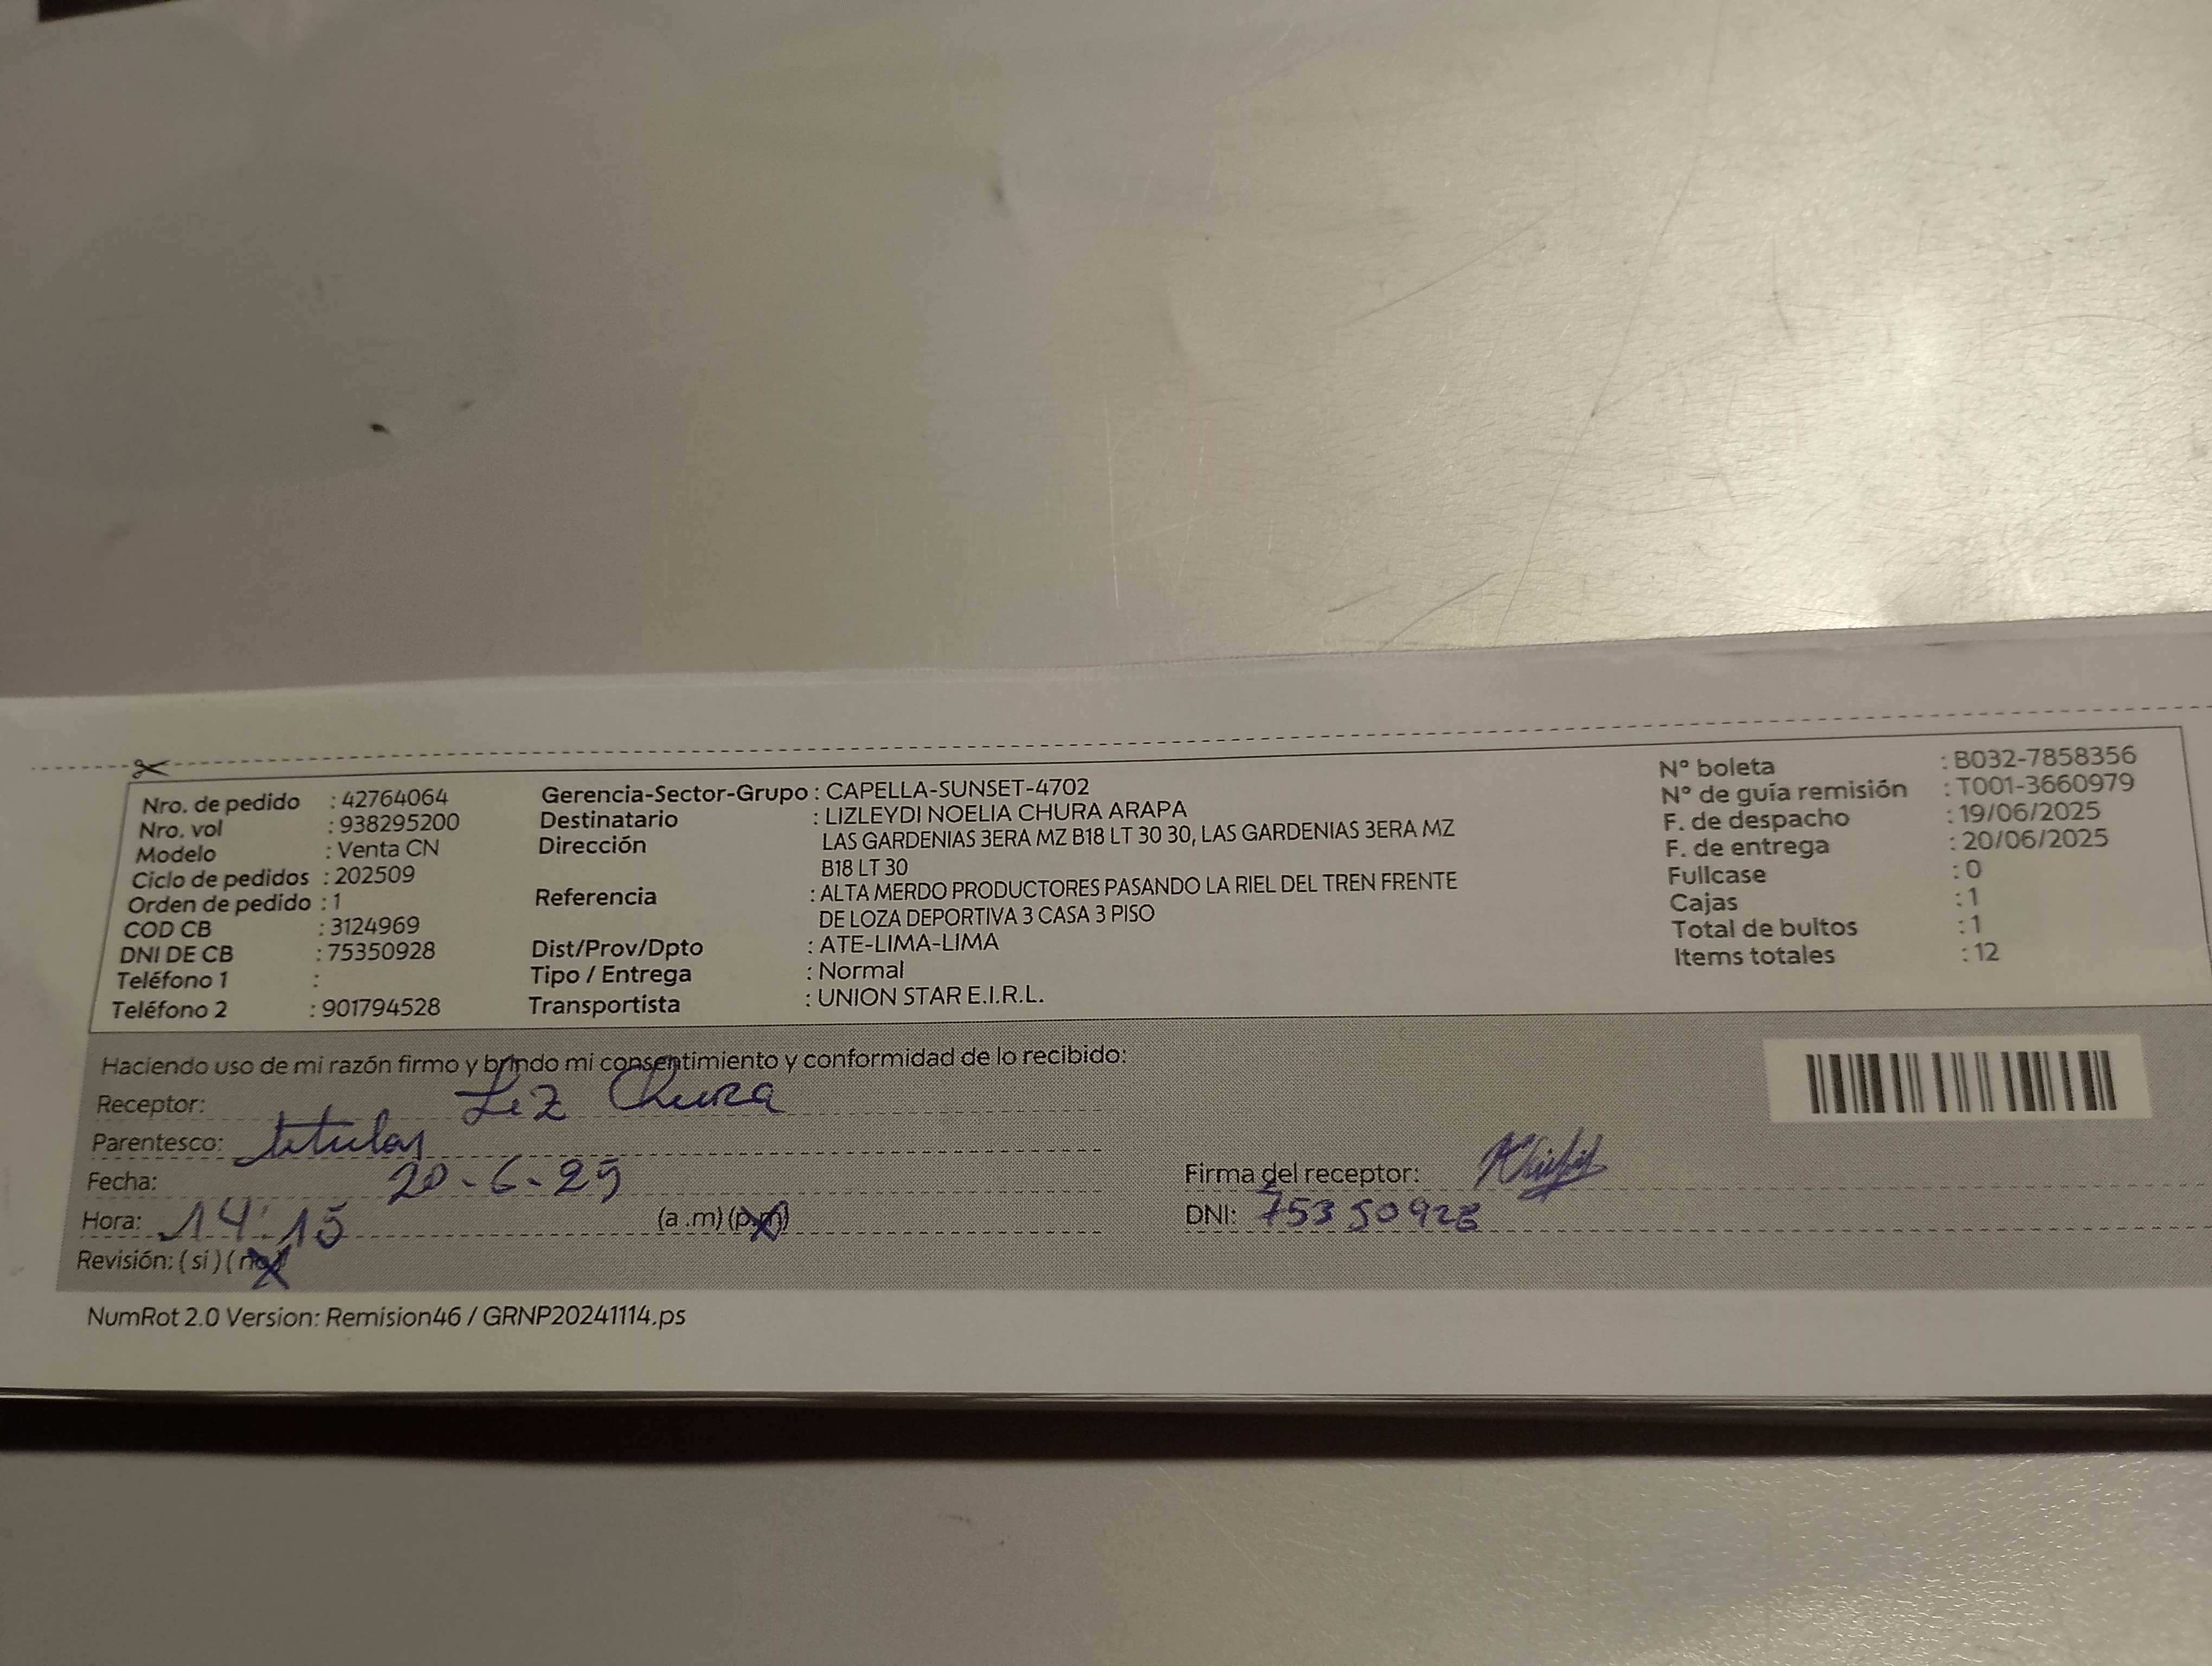 Nro. de pedido : 42764064
Nro. vol : 938295200
Modelo : Venta CN
Ciclo de pedidos : 202509
Orden de pedido : 1
COD CB : 3124969
DNI DE CB : 75350928
Teléfono 1 :
Teléfono 2 : 901794528
Gerencia-Sector-Grupo : CAPELLA-SUNSET-4702
Destinatario : LIZLEYDI NOELIA CHURA ARAPA
Dirección LAS GARDENIAS 3ERA MZ B18 LT 30 30, LAS GARDENIAS 3ERA MZ
B18 LT 30
Referencia : ALTA MERDO PRODUCTORES PASANDO LA RIEL DEL TREN FRENTE
DE LOZA DEPORTIVA 3 CASA 3 PISO
Dist/Prov/Dpto : ATE-LIMA-LIMA
Tipo / Entrega : Normal
Transportista : UNION STAR E.I.R.L.
N° boleta : B032-7858356
N° de guía remisión : T001-3660979
F. de despacho : 19/06/2025
F. de entrega : 20/06/2025
Fullcase : 0
Cajas : 1
Total de bultos : 1
Items totales : 12
Haciendo uso de mi razón firmo y brindo mi consentimiento y conformidad de lo recibido:
Receptor: Liz Chura
Parentesco: titular
Fecha: 20-6-25
Hora: 14:15 (a .m) (p.m)
Revisión: ( si ) ( no )
Firma del receptor:
DNI: 75350928
NumRot 2.0 Version: Remision46 / GRNP20241114.ps